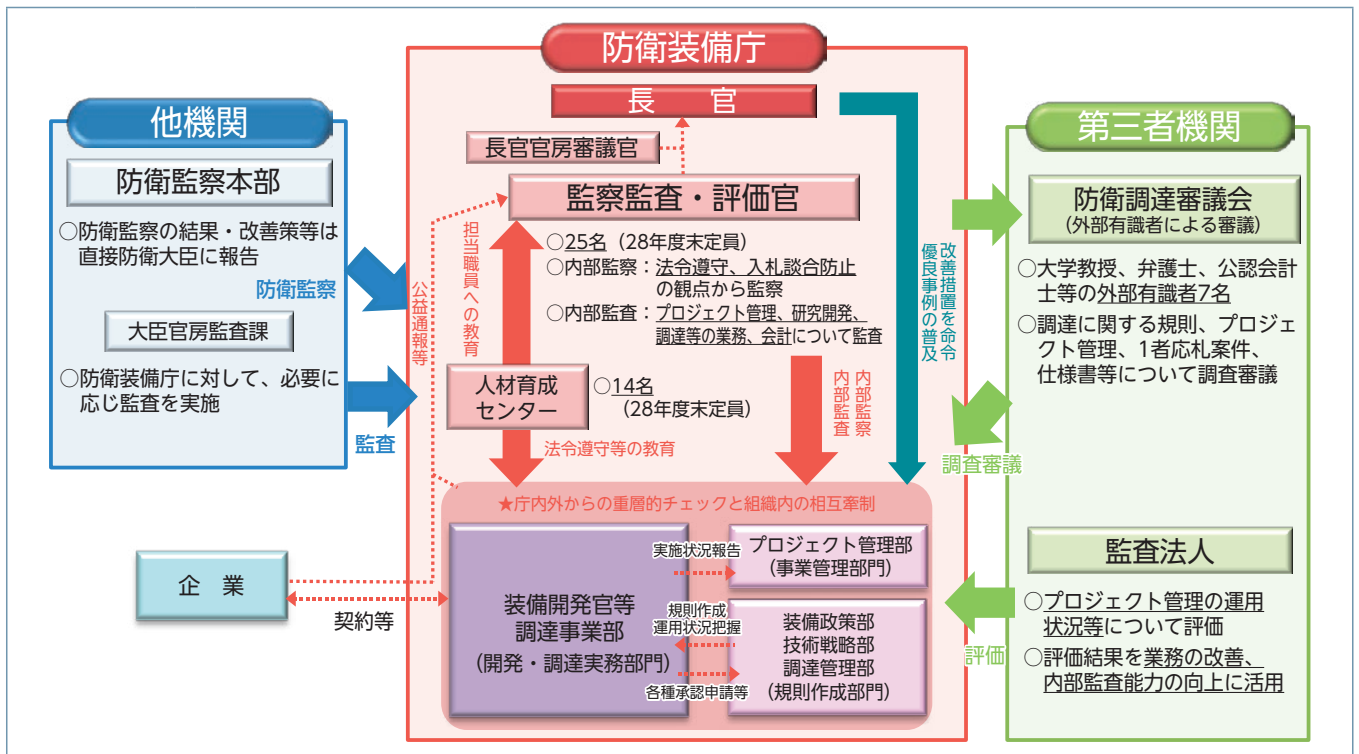 防衛装備庁
長　官
長官官房審議官
監察監査・評価官
○25名（28年度末定員）
○内部監察：法令遵守、入札談合防止
の観点から監察
○内部監査：プロジェクト管理、研究開発、
調達等の業務、会計について監査
担当職員への教育
公益通報等
人材育成
センター
○14名
（28年度末定員）
法令遵守等の教育
内部監察
内部監査
改善措置を命令
優良事例の普及
★庁内外からの重層的チェックと組織内の相互牽制
装備開発官等
調達事業部
（開発・調達実務部門）
実施状況報告
規則作成
運用状況把握
各種承認申請等
プロジェクト管理部
（事業管理部門）
装備政策部
技術戦略部
調達管理部
（規則作成部門）
他機関
防衛監察本部
○防衛監察の結果・改善策等は
直接防衛大臣に報告
防衛監察
大臣官房監査課
○防衛装備庁に対して、必要に
応じ監査を実施
監査
企　業
契約等
第三者機関
防衛調達審議会
（外部有識者による審議）
○大学教授、弁護士、公認会計
士等の外部有識者7名
○調達に関する規則、プロジェ
クト管理、1者応札案件、
仕様書等について調査審議
調査審議
監査法人
○プロジェクト管理の運用
状況等について評価
○評価結果を業務の改善、
内部監査能力の向上に活用
評価